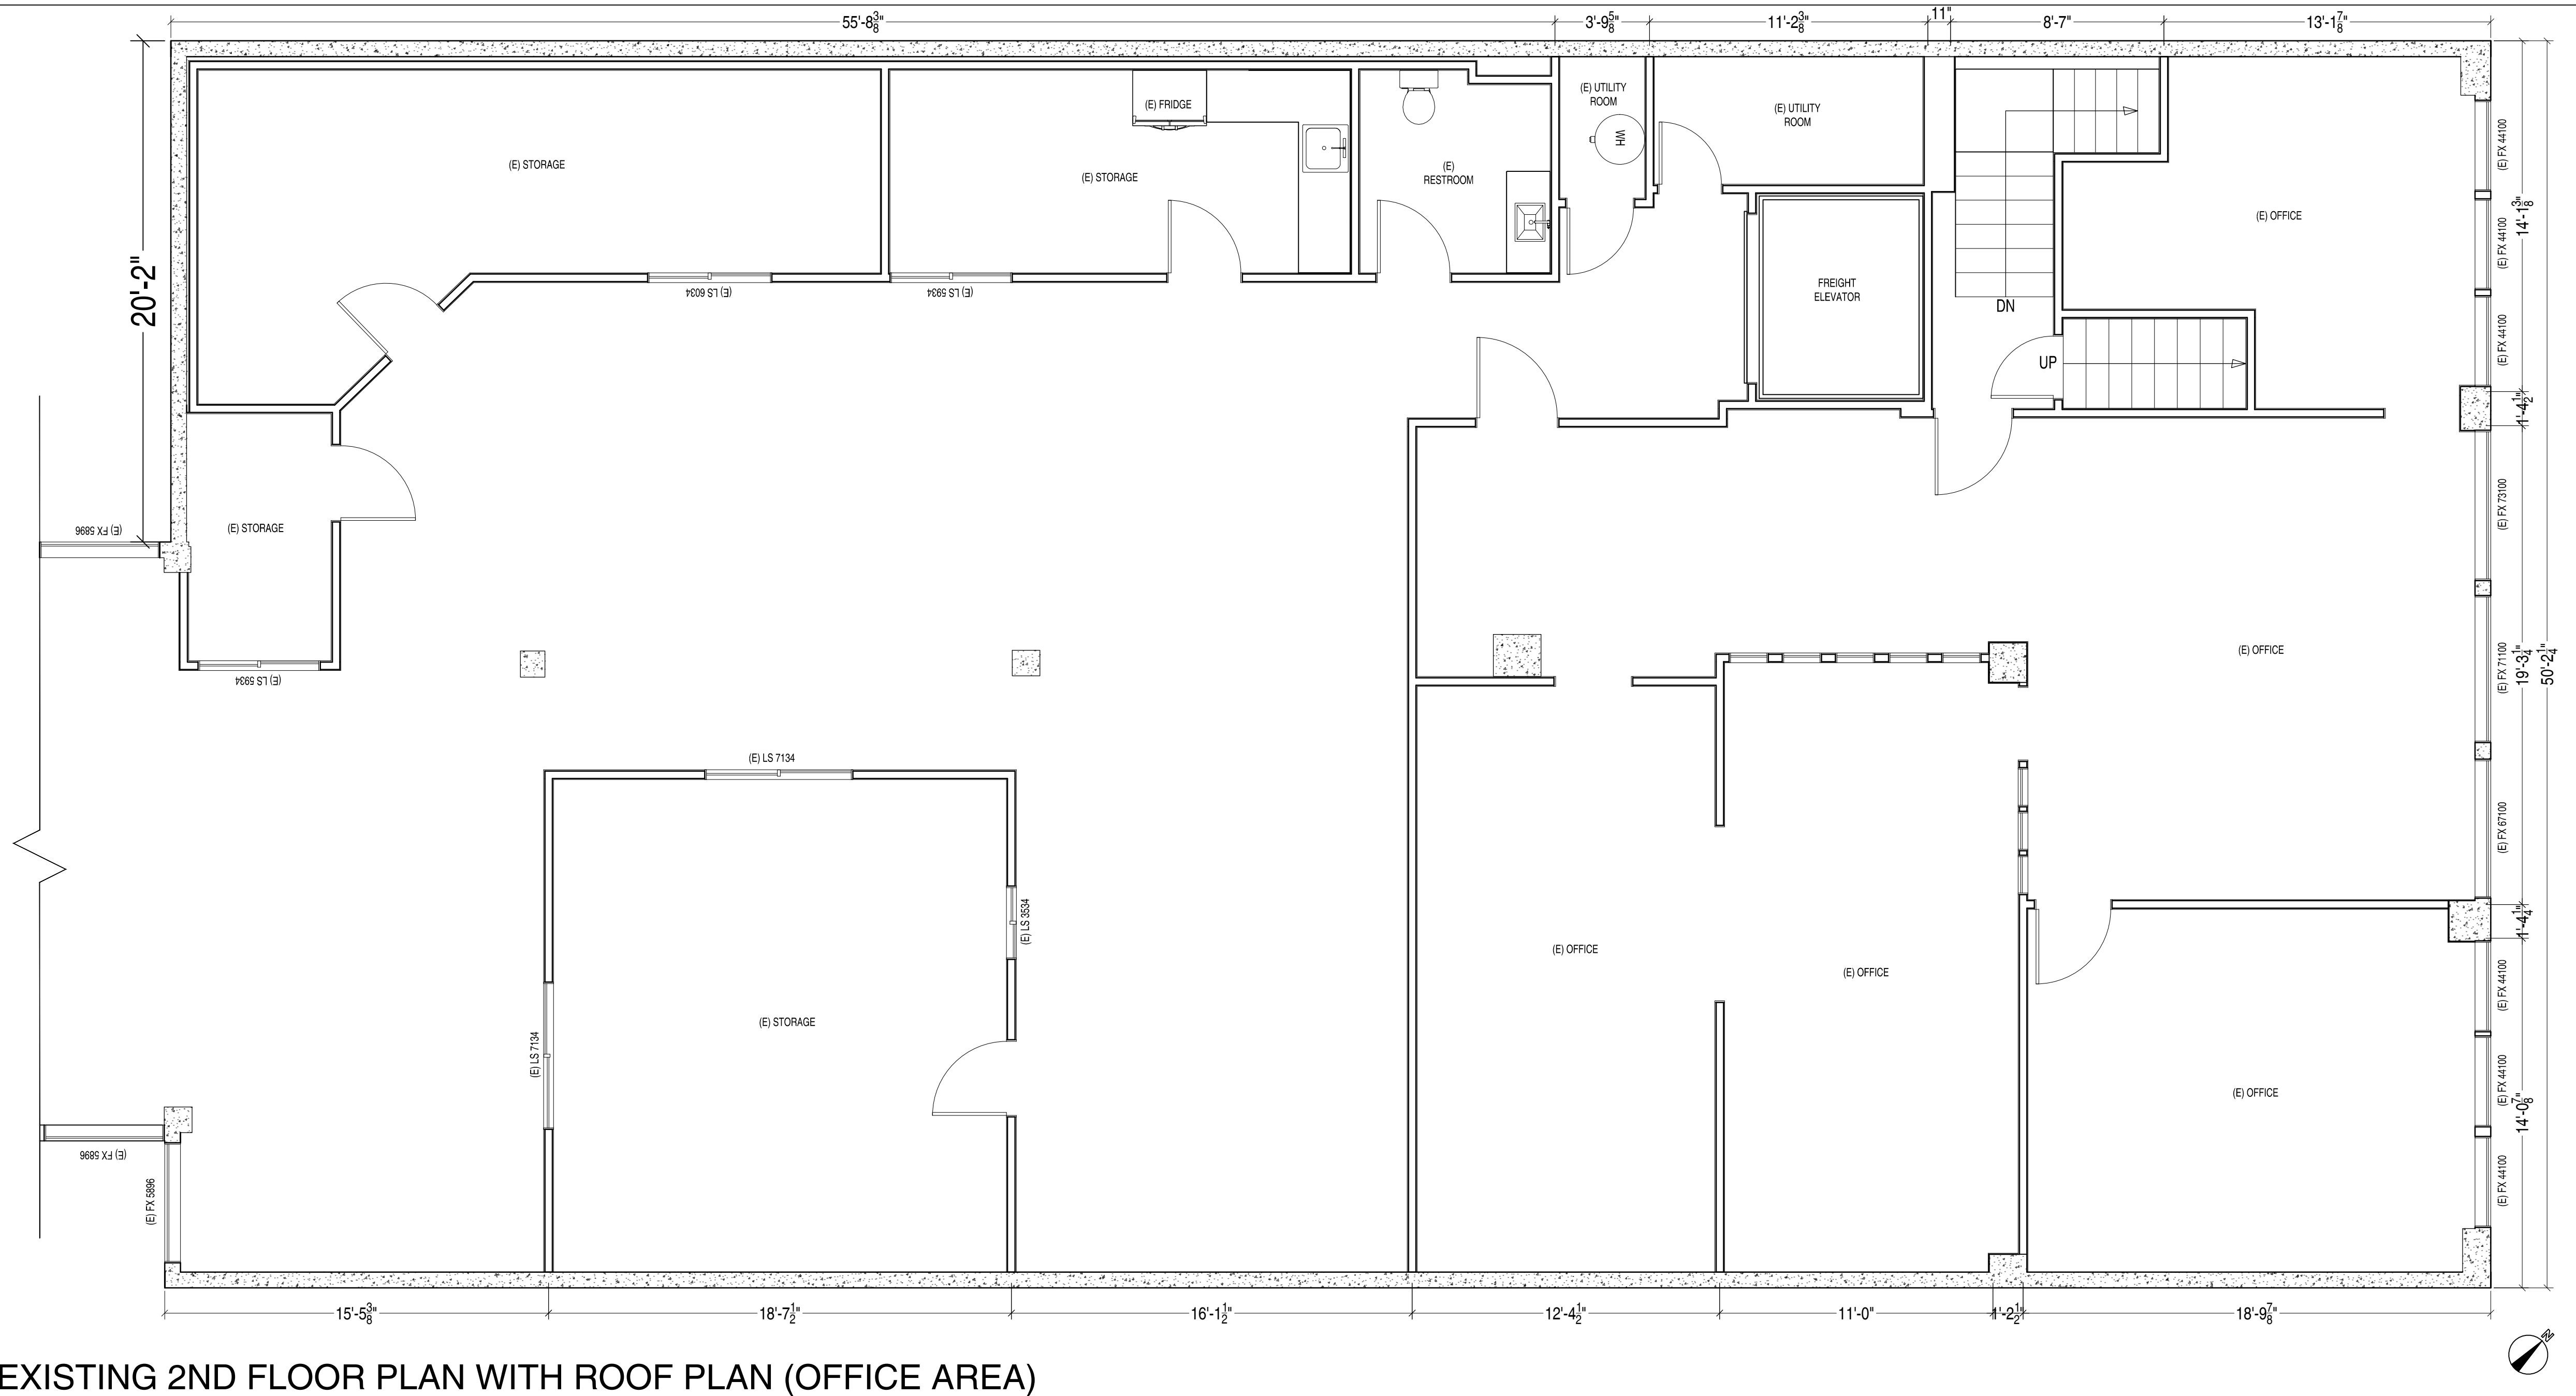 55'-8 3/8"
3'-9 5/8"
11'-2 3/8"
11"
8'-7"
13'-1 7/8"
20'-2"
(E) STORAGE
(E) FRIDGE
(E) STORAGE
(E)
RESTROOM
(E) UTILITY
ROOM
WH
(E) UTILITY
ROOM
(E) OFFICE
FREIGHT
ELEVATOR
DN
UP
(E) LS 6034
(E) LS 5934
(E) FX 44100
(E) FX 44100
(E) FX 44100
14'-1 3/8"
1'-4 1/2"
(E) FX 5896
(E) STORAGE
(E) LS 5934
(E) FX 73100
(E) FX 71100
(E) FX 67100
19'-3 1/4"
50'-2 1/4"
(E) OFFICE
(E) LS 7134
(E) LS 3534
(E) LS 7134
(E) STORAGE
(E) OFFICE
(E) OFFICE
1'-4 1/4"
(E) FX 44100
(E) FX 44100
(E) FX 44100
14'-0 7/8"
(E) OFFICE
(E) FX 5896
(E) FX 5896
15'-5 3/8"
18'-7 1/2"
16'-1 1/2"
12'-4 1/2"
11'-0"
1'-2 1/2"
18'-9 7/8"
N
EXISTING 2ND FLOOR PLAN WITH ROOF PLAN (OFFICE AREA)